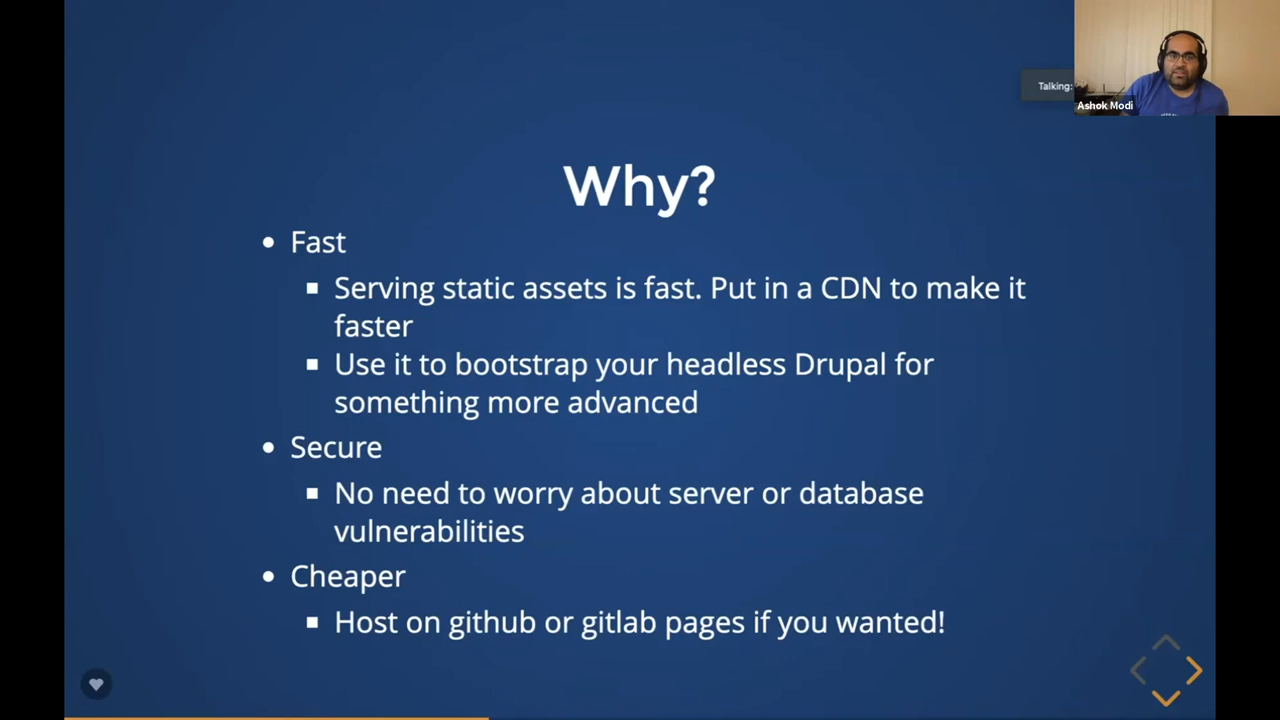 Talking:
Ashok Modi
Why?
Fast
Serving static assets is fast. Put in a CDN to make it
faster
Use it to bootstrap your headless Drupal for
something more advanced
Secure
No need to worry about server or database
vulnerabilities
Cheaper
Host on github or gitlab pages if you wanted!